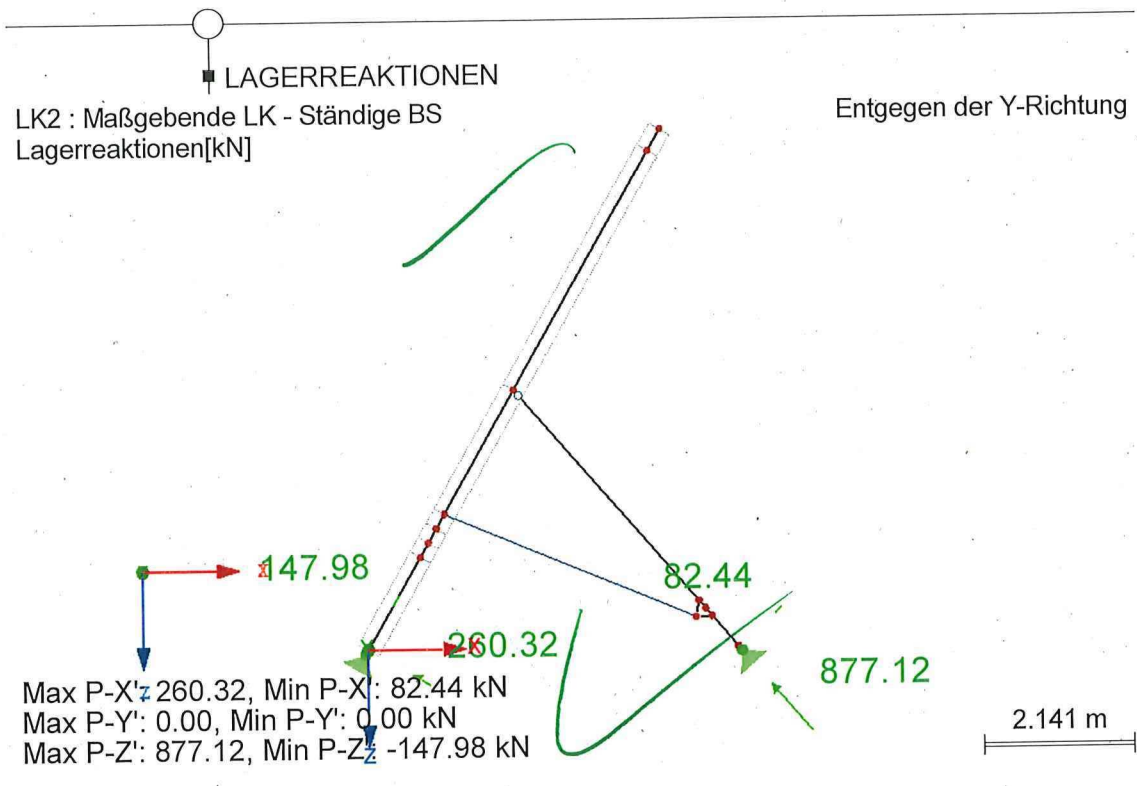 LAGERREAKTIONEN
LK2 : Maßgebende LK - Ständige BS
Entgegen der Y-Richtung
Lagerreaktionen[kN]
147.98
82.44
260.32
877.12
Max P-X': 260.32, Min P-X': 82.44 kN
Max P-Y': 0.00, Min P-Y': 0.00 kN
Max P-Z': 877.12, Min P-Z': -147.98 kN
2.141 m
X
Z
Z